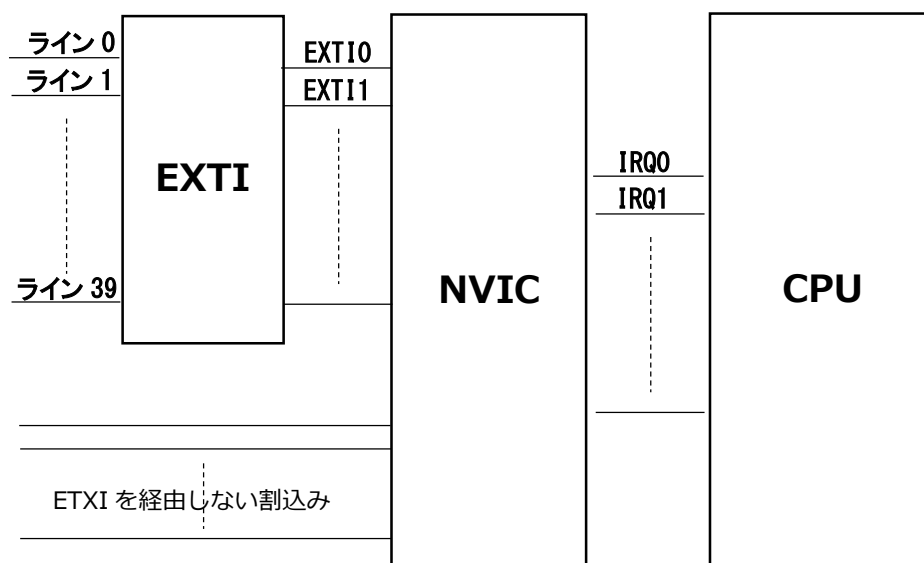 ライン 0
ライン 1
ライン 39
EXTI
EXTI0
EXTI1
NVIC
IRQ0
IRQ1
CPU
ETXI を経由しない割込み